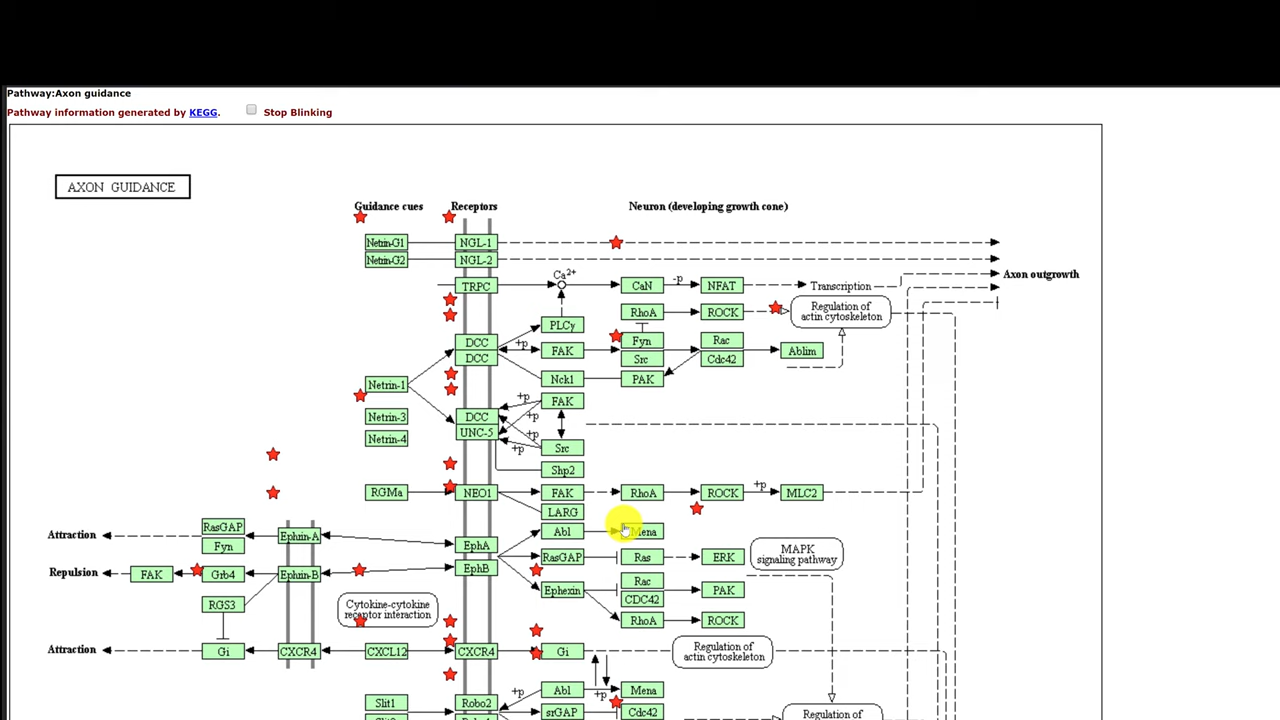 Pathway:Axon guidance
Pathway information generated by KEGG. Stop Blinking
AXON GUIDANCE
Guidance cues Receptors Neuron (developing growth cone)
Netrin-G1 NGL-1
Netrin-G2 NGL-2
Axon outgrowth
Ca2+
TRPC CaN -p NFAT Transcription
Regulation of
actin cytoskeleton
RhoA ROCK
PLCγ
DCC Fyn Rac
+p FAK Ablim
DCC Src Cdc42
Nck1 PAK
Netrin-1
+p FAK
Netrin-3 DCC +p
UNC-5 +p
Netrin-4
+p Src
Shp2
RGMa NEO1 FAK RhoA ROCK +p MLC2
LARG
RasGAP
Attraction Ephrin-A Abl Mena
Fyn EphA
MAPK
signaling pathway
RasGAP Ras ERK
Repulsion FAK Grb4 Ephrin-B EphB
Rac
Ephexin PAK
CDC42
RGS3 Cytokine-cytokine
receptor interaction
RhoA ROCK
Regulation of
actin cytoskeleton
Attraction Gi CXCR4 CXCL12 CXCR4 Gi
+p Abl +p Mena
Slit1 Robo2
srGAP Cdc42
Regulation of